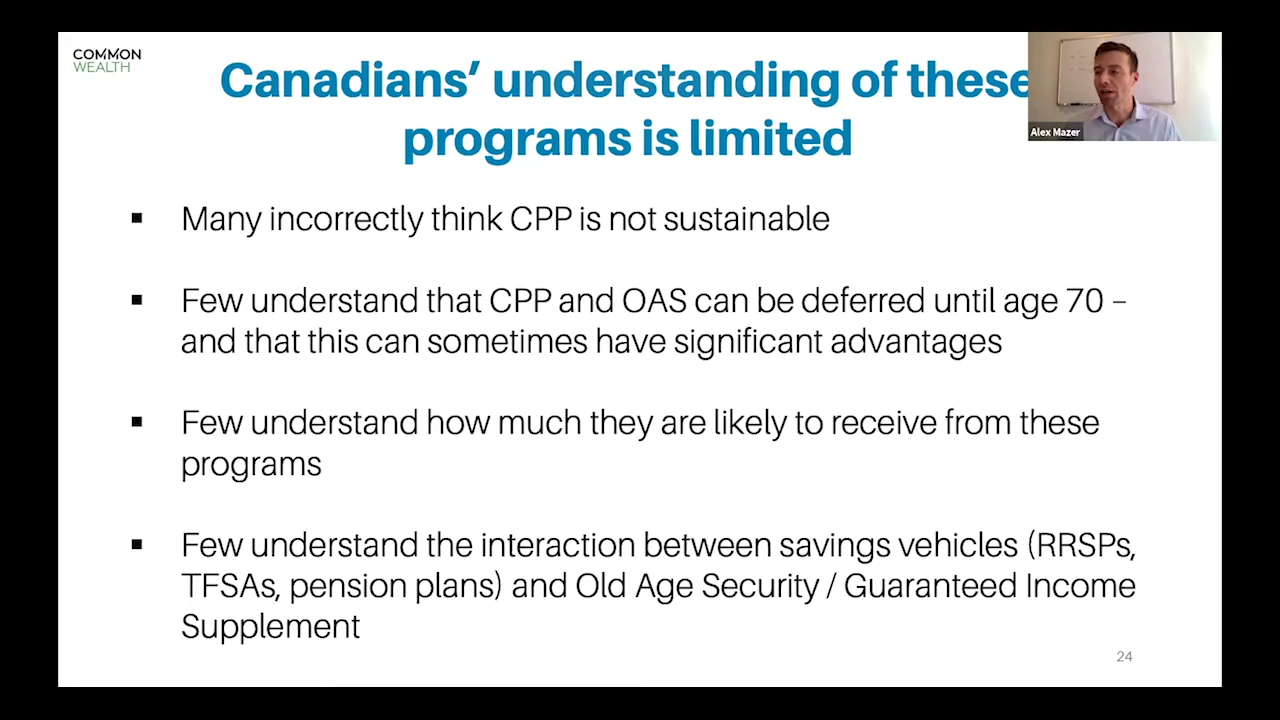 COMMON
WEALTH
Canadians' understanding of these
programs is limited
Alex Mazer
▪ Many incorrectly think CPP is not sustainable
▪ Few understand that CPP and OAS can be deferred until age 70 –
and that this can sometimes have significant advantages
▪ Few understand how much they are likely to receive from these
programs
▪ Few understand the interaction between savings vehicles (RRSPs,
TFSAs, pension plans) and Old Age Security / Guaranteed Income
Supplement
24